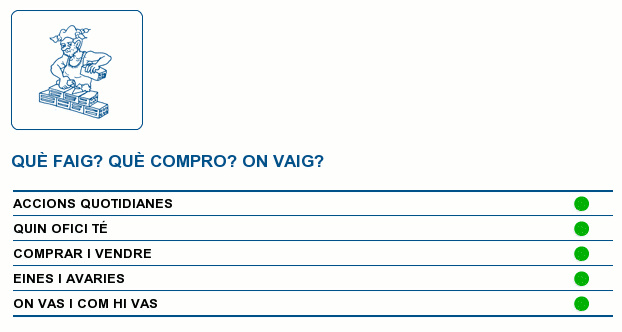 QUÈ FAIG? QUÈ COMPRO? ON VAIG?
ACCIONS QUOTIDIANES
QUIN OFICI TÉ
COMPRAR I VENDRE
EINES I AVARIES
ON VAS I COM HI VAS